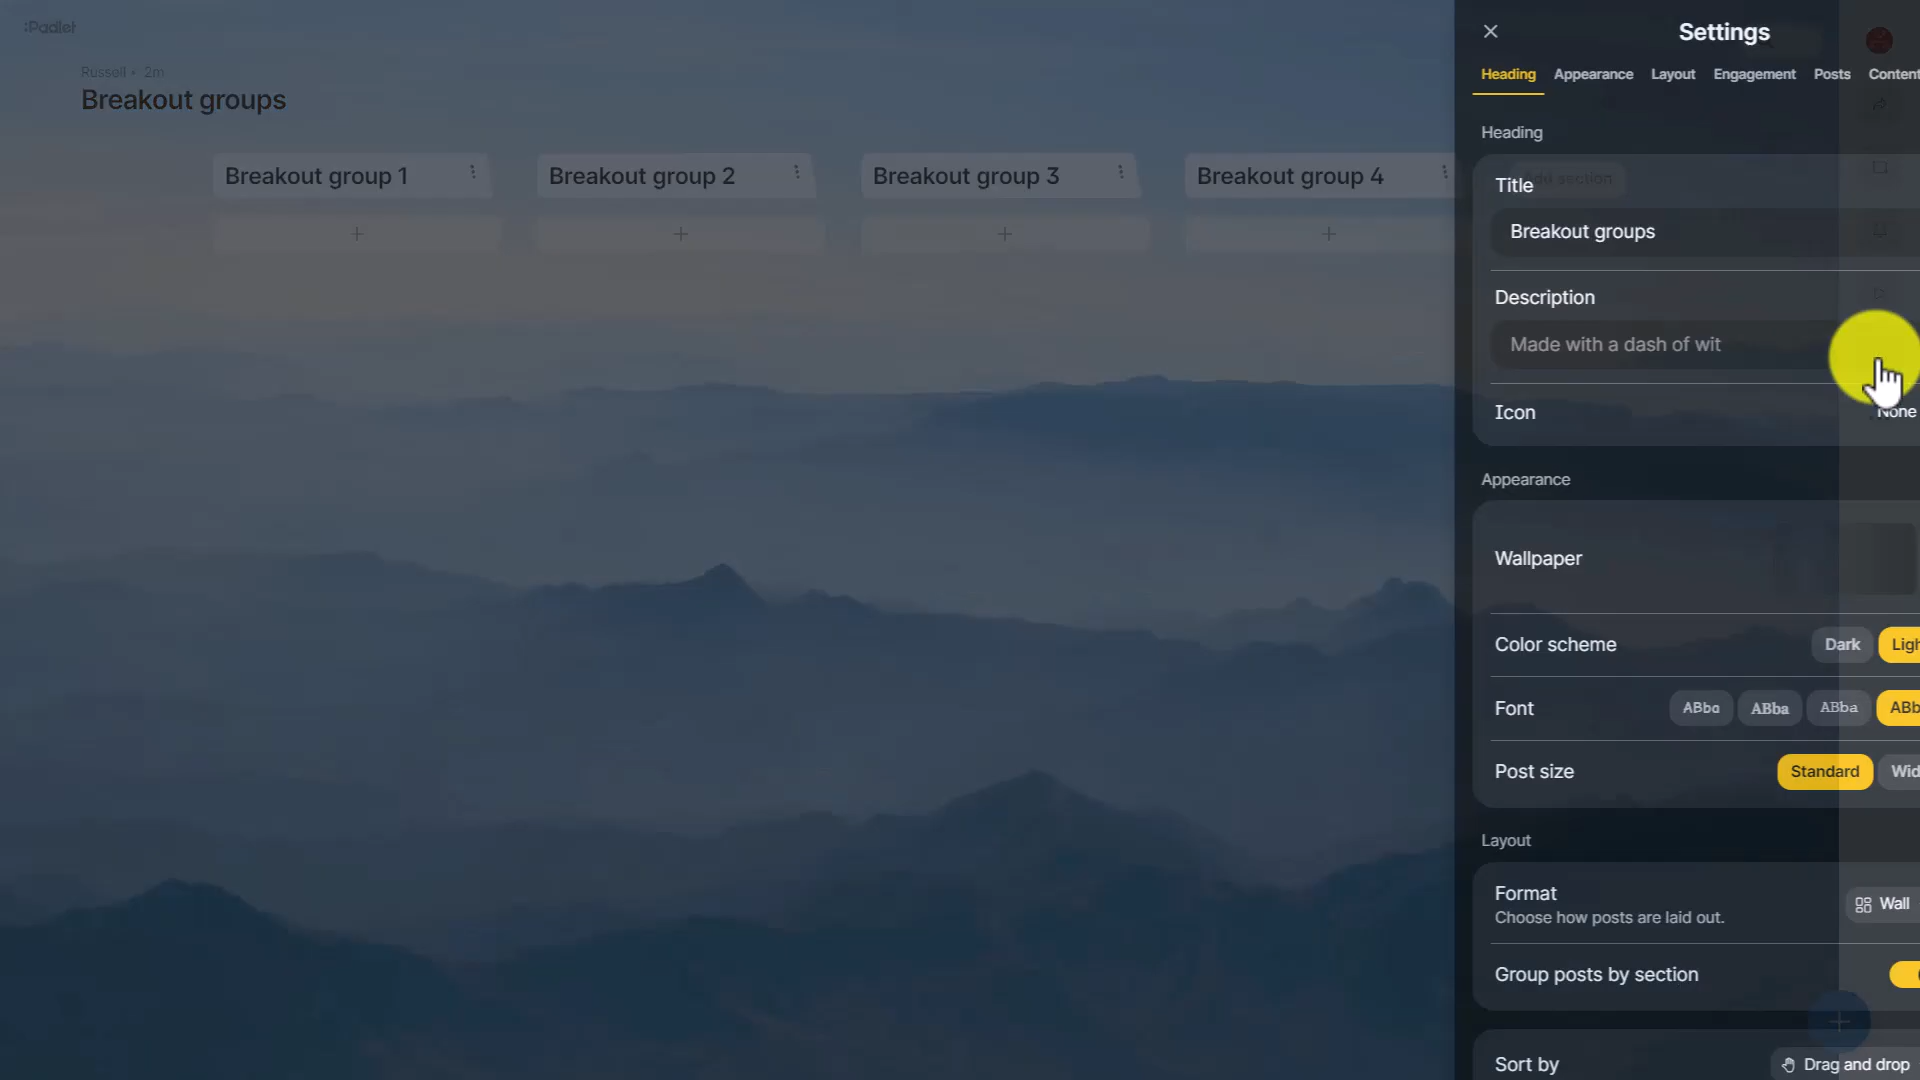 :Padlet
Russell • 2m
Breakout groups
Breakout group 1
Breakout group 2
Breakout group 3
Breakout group 4
Add section
Settings
Heading Appearance Layout Engagement Posts Content
Heading
Title
Breakout groups
Description
Made with a dash of wit
Icon None
Appearance
Wallpaper
Color scheme Dark Ligh
Font ABba ABba ABba ABb
Post size Standard Wid
Layout
Format
Choose how posts are laid out.
Wall
Group posts by section
Sort by Drag and drop